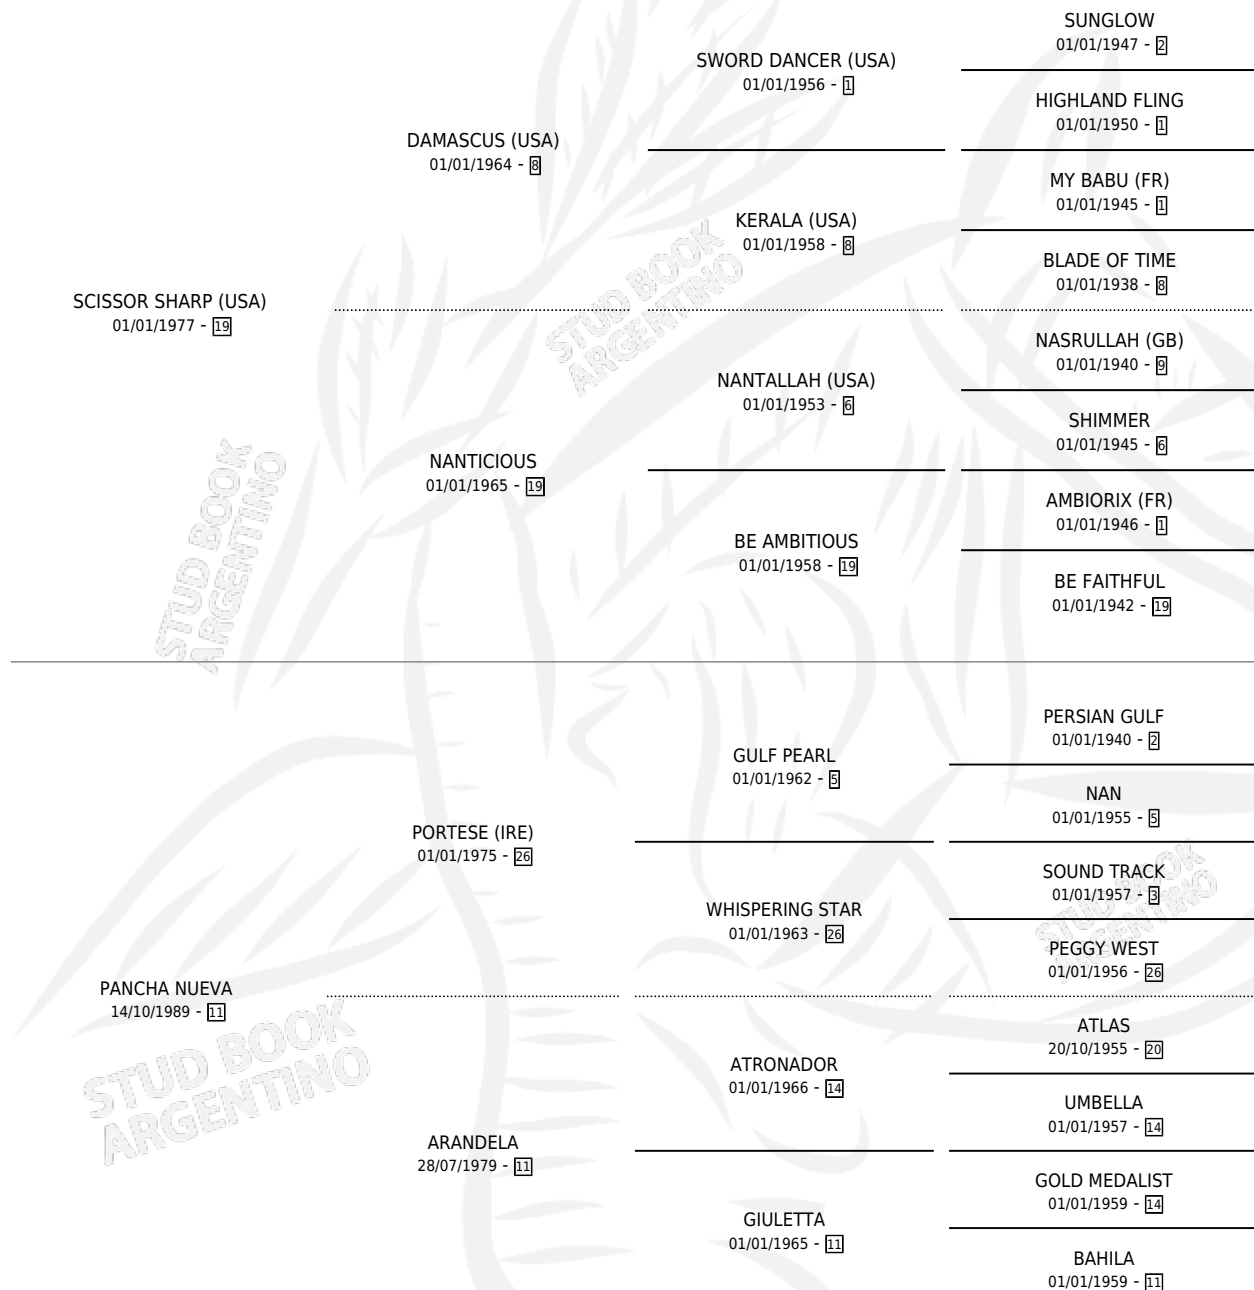 SCISSOR SHARP (USA)
01/01/1977 - 19
DAMASCUS (USA)
01/01/1964 - 8
SWORD DANCER (USA)
01/01/1956 - 1
SUNGLOW
01/01/1947 - 2
HIGHLAND FLING
01/01/1950 - 1
KERALA (USA)
01/01/1958 - 8
MY BABU (FR)
01/01/1945 - 1
BLADE OF TIME
01/01/1938 - 8
NANTICIOUS
01/01/1965 - 19
NANTALLAH (USA)
01/01/1953 - 6
NASRULLAH (GB)
01/01/1940 - 9
SHIMMER
01/01/1945 - 6
BE AMBITIOUS
01/01/1958 - 19
AMBIORIX (FR)
01/01/1946 - 1
BE FAITHFUL
01/01/1942 - 19
PANCHA NUEVA
14/10/1989 - 11
PORTESE (IRE)
01/01/1975 - 26
GULF PEARL
01/01/1962 - 5
PERSIAN GULF
01/01/1940 - 2
NAN
01/01/1955 - 5
WHISPERING STAR
01/01/1963 - 26
SOUND TRACK
01/01/1957 - 3
PEGGY WEST
01/01/1956 - 26
ARANDELA
28/07/1979 - 11
ATRONADOR
01/01/1966 - 14
ATLAS
20/10/1955 - 20
UMBELLA
01/01/1957 - 14
GIULETTA
01/01/1965 - 11
GOLD MEDALIST
01/01/1959 - 14
BAHILA
01/01/1959 - 11
STUD BOOK
ARGENTINO
STUD BOOK
ARGENTINO
STUD BOOK
ARGENTINO
STUD BOOK
ARGENTINO